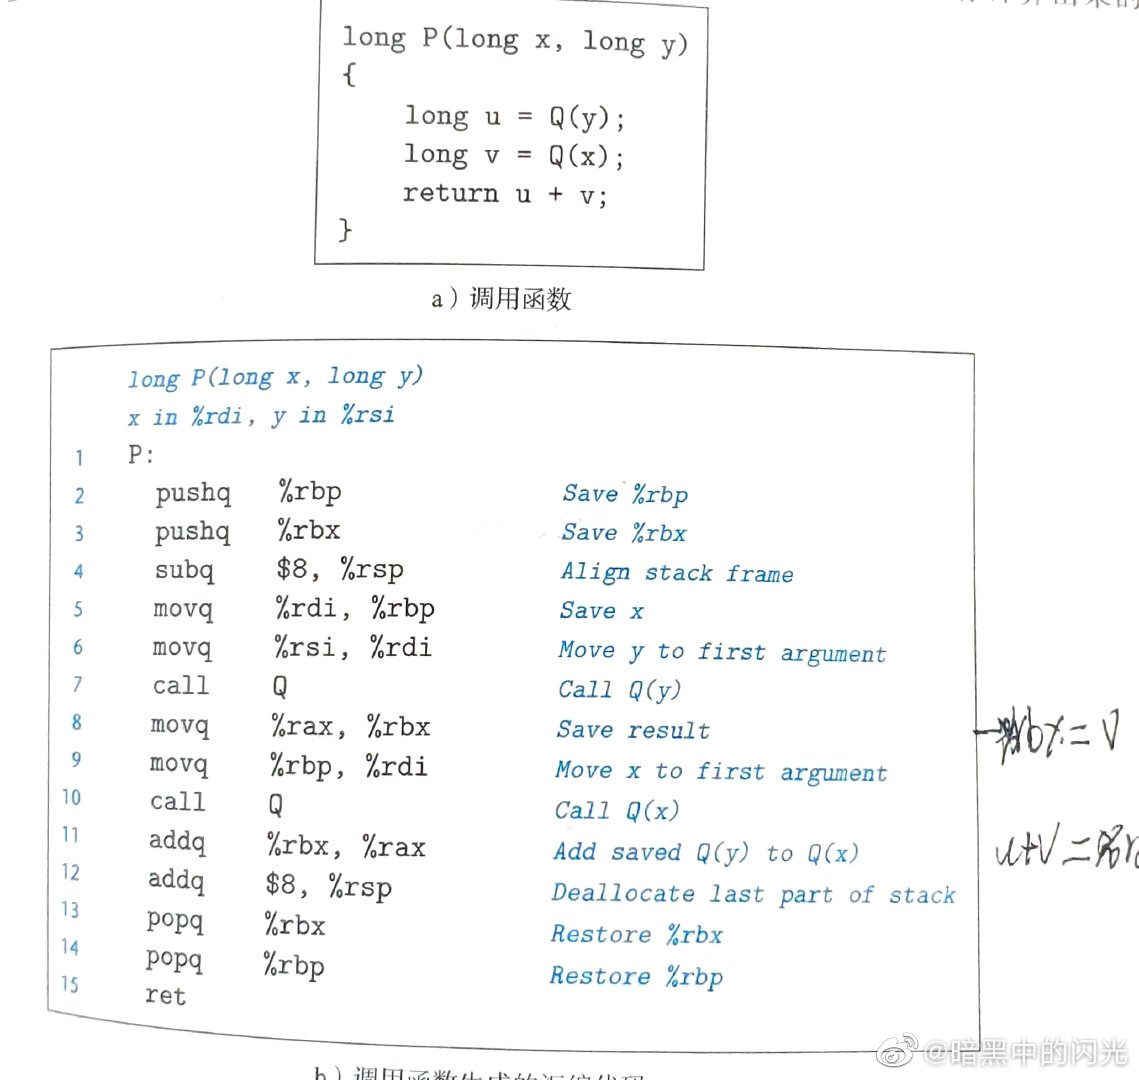 long P(long x, long y)
{
long u = Q(y);
long v = Q(x);
return u + v;
}
a）调用函数
long P(long x, long y)
x in %rdi, y in %rsi
1 P:
2 pushq %rbp Save %rbp
3 pushq %rbx Save %rbx
4 subq $8, %rsp Align stack frame
5 movq %rdi, %rbp Save x
6 movq %rsi, %rdi Move y to first argument
7 call Q Call Q(y)
8 movq %rax, %rbx Save result
9 movq %rbp, %rdi Move x to first argument
10 call Q Call Q(x)
11 addq %rbx, %rax Add saved Q(y) to Q(x)
12 addq $8, %rsp Deallocate last part of stack
13 popq %rbx Restore %rbx
14 popq %rbp Restore %rbp
15 ret
rbx = V
u+V = %r
b）调用函数生成的汇编代码
@暗黑中的闪光